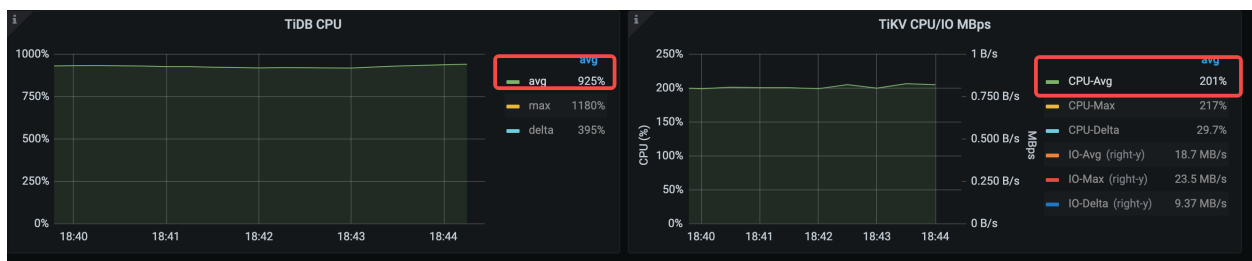 i
TiDB CPU
1000%
750%
500%
250%
0%
18:40 18:41 18:42 18:43 18:44
avg
avg 925%
max 1180%
delta 395%
i
TiKV CPU/IO MBps
CPU (%)
250%
200%
150%
100%
50%
0%
18:40 18:41 18:42 18:43 18:44
1 B/s
0.750 B/s
0.500 B/s
0.250 B/s
0 B/s
MBps
avg
CPU-Avg 201%
CPU-Max 217%
CPU-Delta 29.7%
IO-Avg (right-y) 18.7 MB/s
IO-Max (right-y) 23.5 MB/s
IO-Delta (right-y) 9.37 MB/s